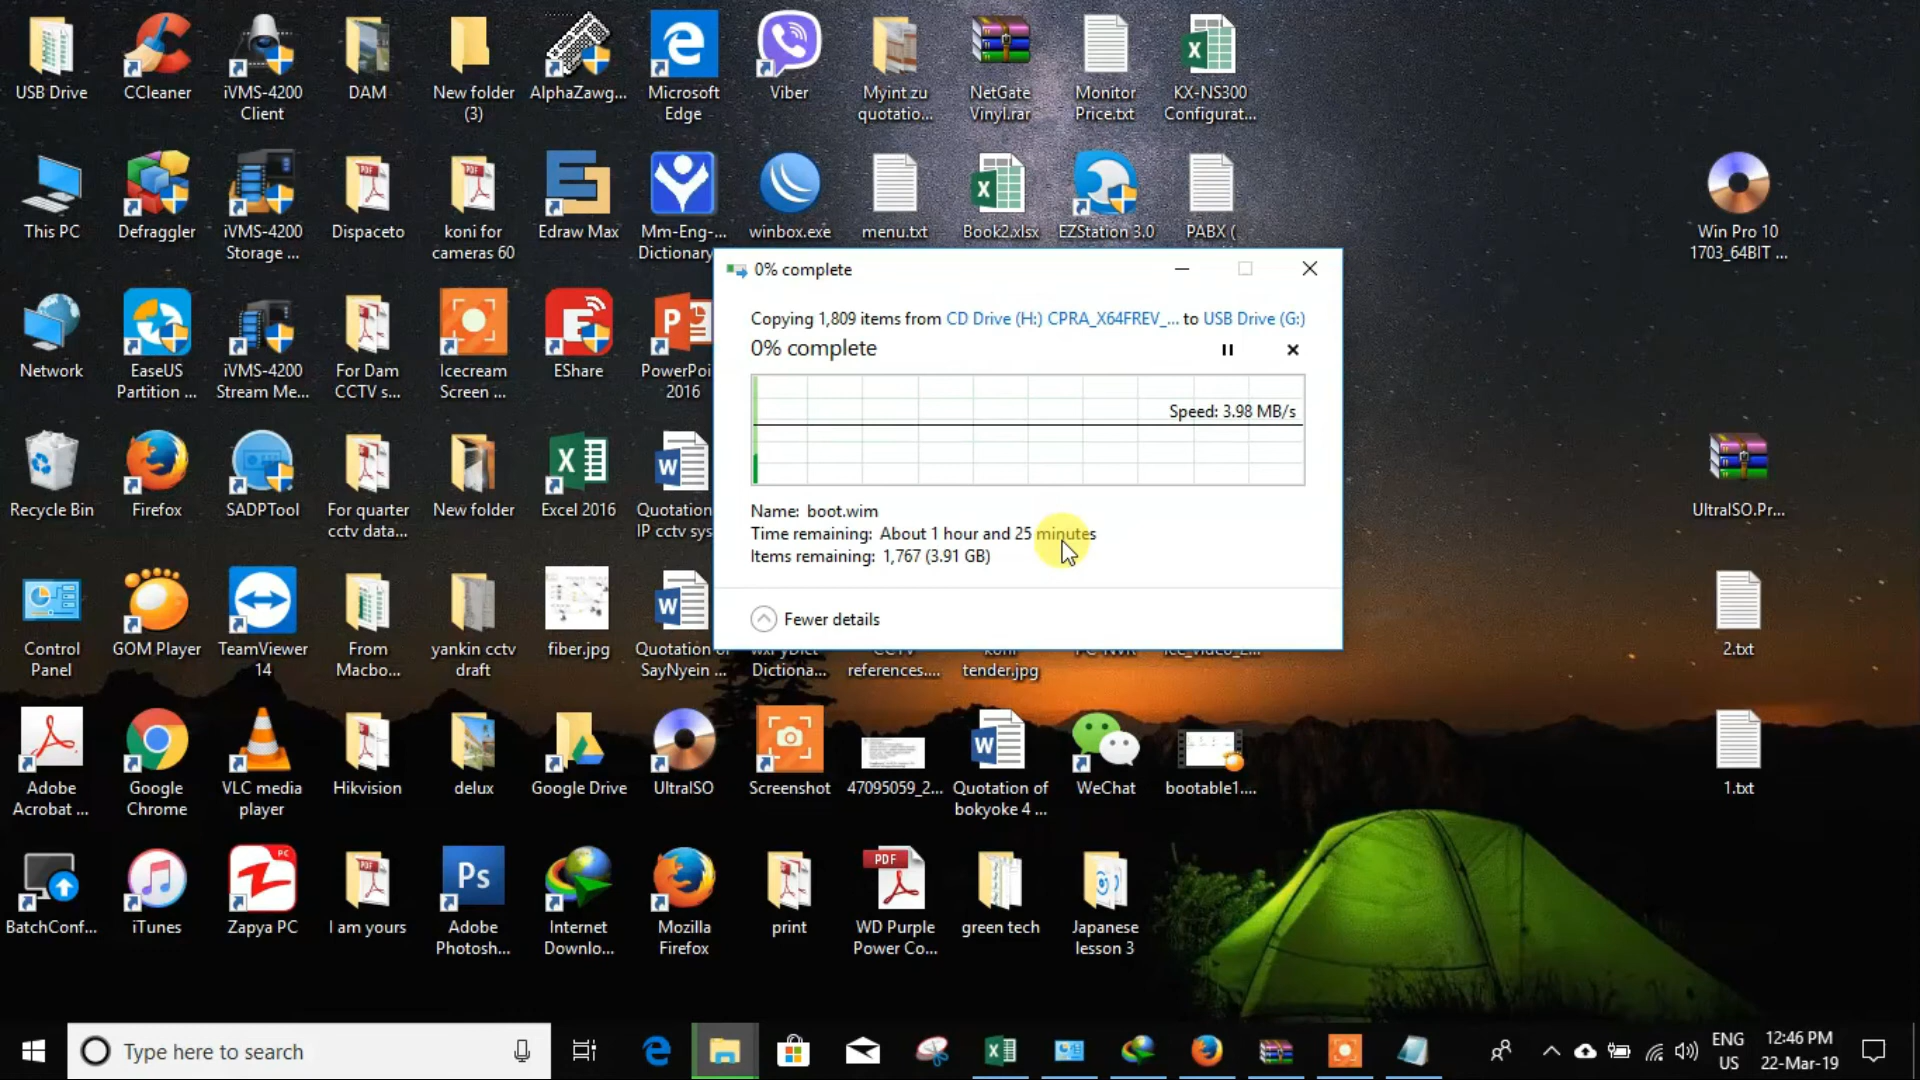 USB Drive
CCleaner
iVMS-4200
Client
DAM
New folder
(3)
AlphaZawg...
Microsoft
Edge
Viber
Myint zu
quotatio...
NetGate
Vinyl.rar
Monitor
Price.txt
KX-NS300
Configurat...
This PC
Defraggler
iVMS-4200
Storage ...
Dispaceto
koni for
cameras 60
Edraw Max
Mm-Eng-...
Dictionary
winbox.exe
menu.txt
Book2.xlsx
EZStation 3.0
PABX (
Win Pro 10
1703_64BIT ...
0% complete
Copying 1,809 items from CD Drive (H:) CPRA_X64FREV_... to USB Drive (G:)
0% complete
Speed: 3.98 MB/s
Name: boot.wim
Time remaining: About 1 hour and 25 minutes
Items remaining: 1,767 (3.91 GB)
Fewer details
Network
EaseUS
Partition ...
iVMS-4200
Stream Me...
For Dam
CCTV s...
Icecream
Screen ...
EShare
PowerPoi
2016
Recycle Bin
Firefox
SADPTool
For quarter
cctv data...
New folder
Excel 2016
Quotation
IP cctv sys
UltraISO.Pr...
Control
Panel
GOM Player
TeamViewer
14
From
Macbo...
yankin cctv
draft
fiber.jpg
Quotation of
SayNyein ...
Dictiona...
references....
tender.jpg
2.txt
Adobe
Acrobat ...
Google
Chrome
VLC media
player
Hikvision
delux
Google Drive
UltraISO
Screenshot
47095059_2...
Quotation of
bokyoke 4 ...
WeChat
bootable1....
1.txt
BatchConf...
iTunes
PC
Zapya PC
I am yours
Ps
Adobe
Photosh...
Internet
Downlo...
Mozilla
Firefox
print
PDF
WD Purple
Power Co...
green tech
Japanese
lesson 3
Type here to search
ENG
US
12:46 PM
22-Mar-19